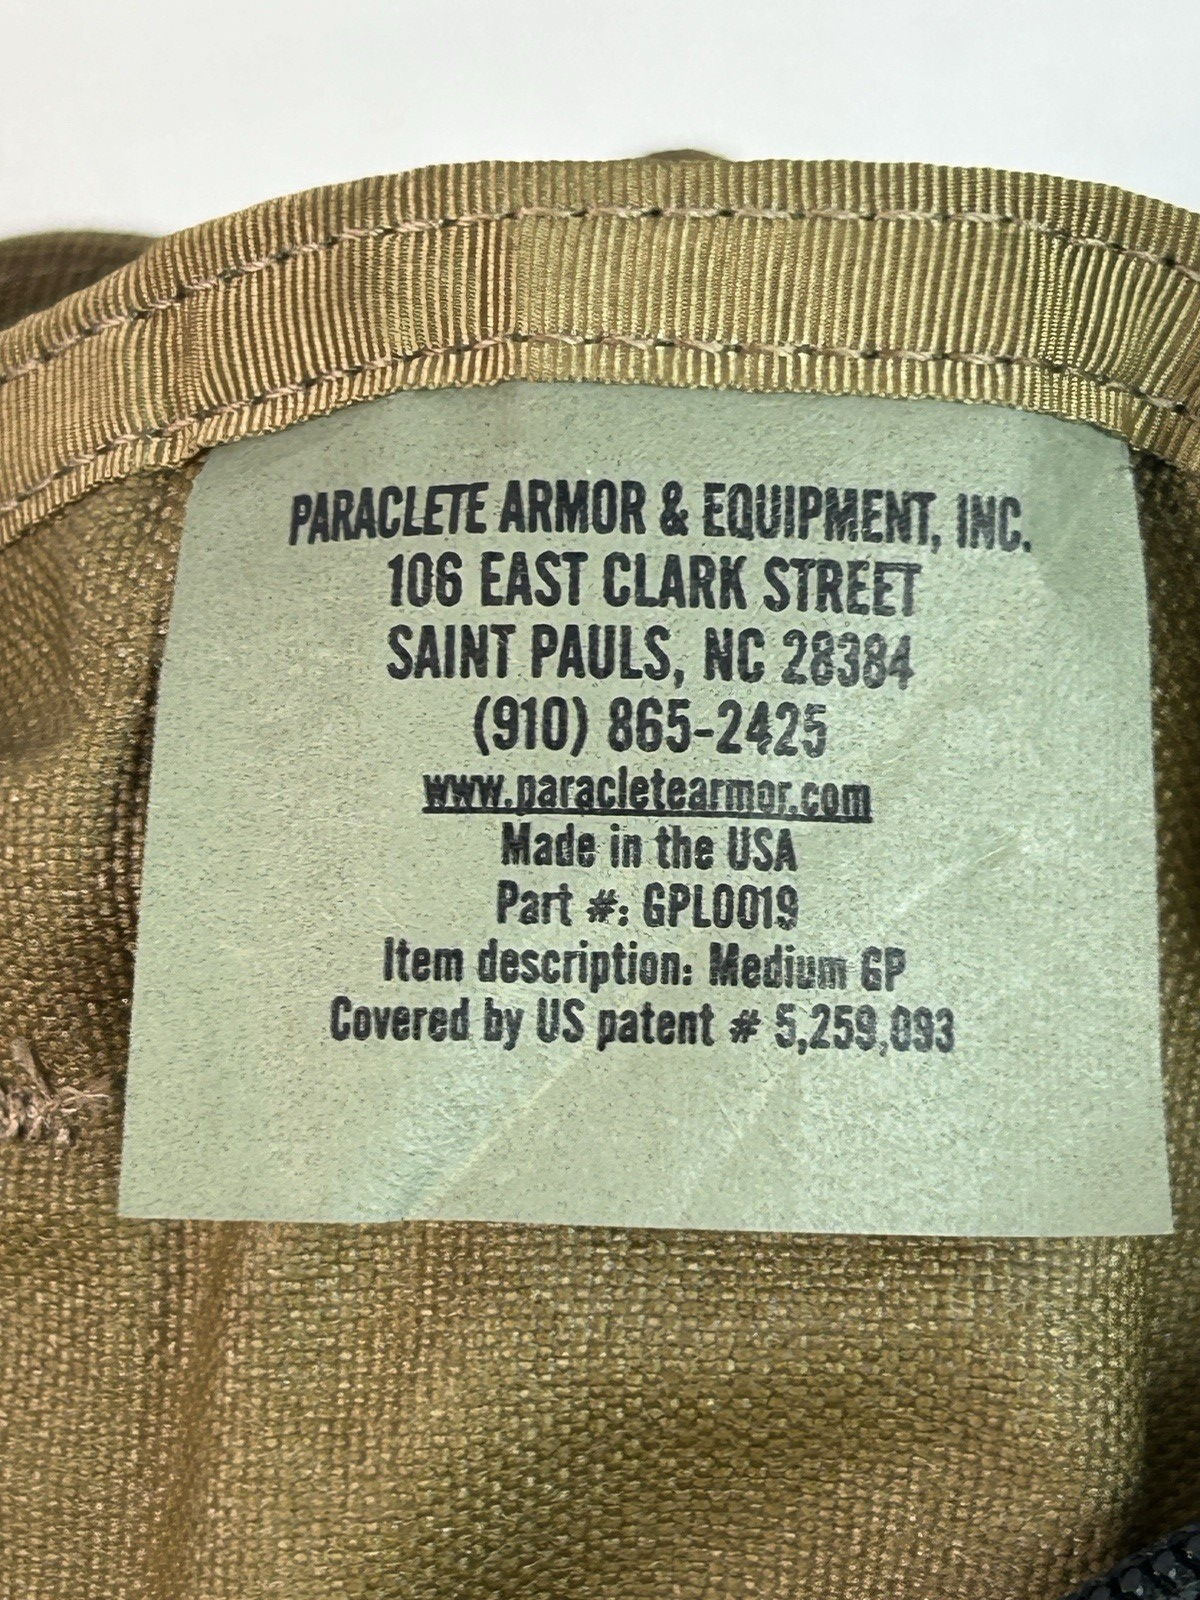 PARACLETE ARMOR & EQUIPMENT, INC.
106 EAST CLARK STREET
SAINT PAULS, NC 28384
(910) 865-2425
www.paracletearmor.com
Made in the USA
Part #: GPL0019
Item description: Medium GP
Covered by US patent # 5,259,093